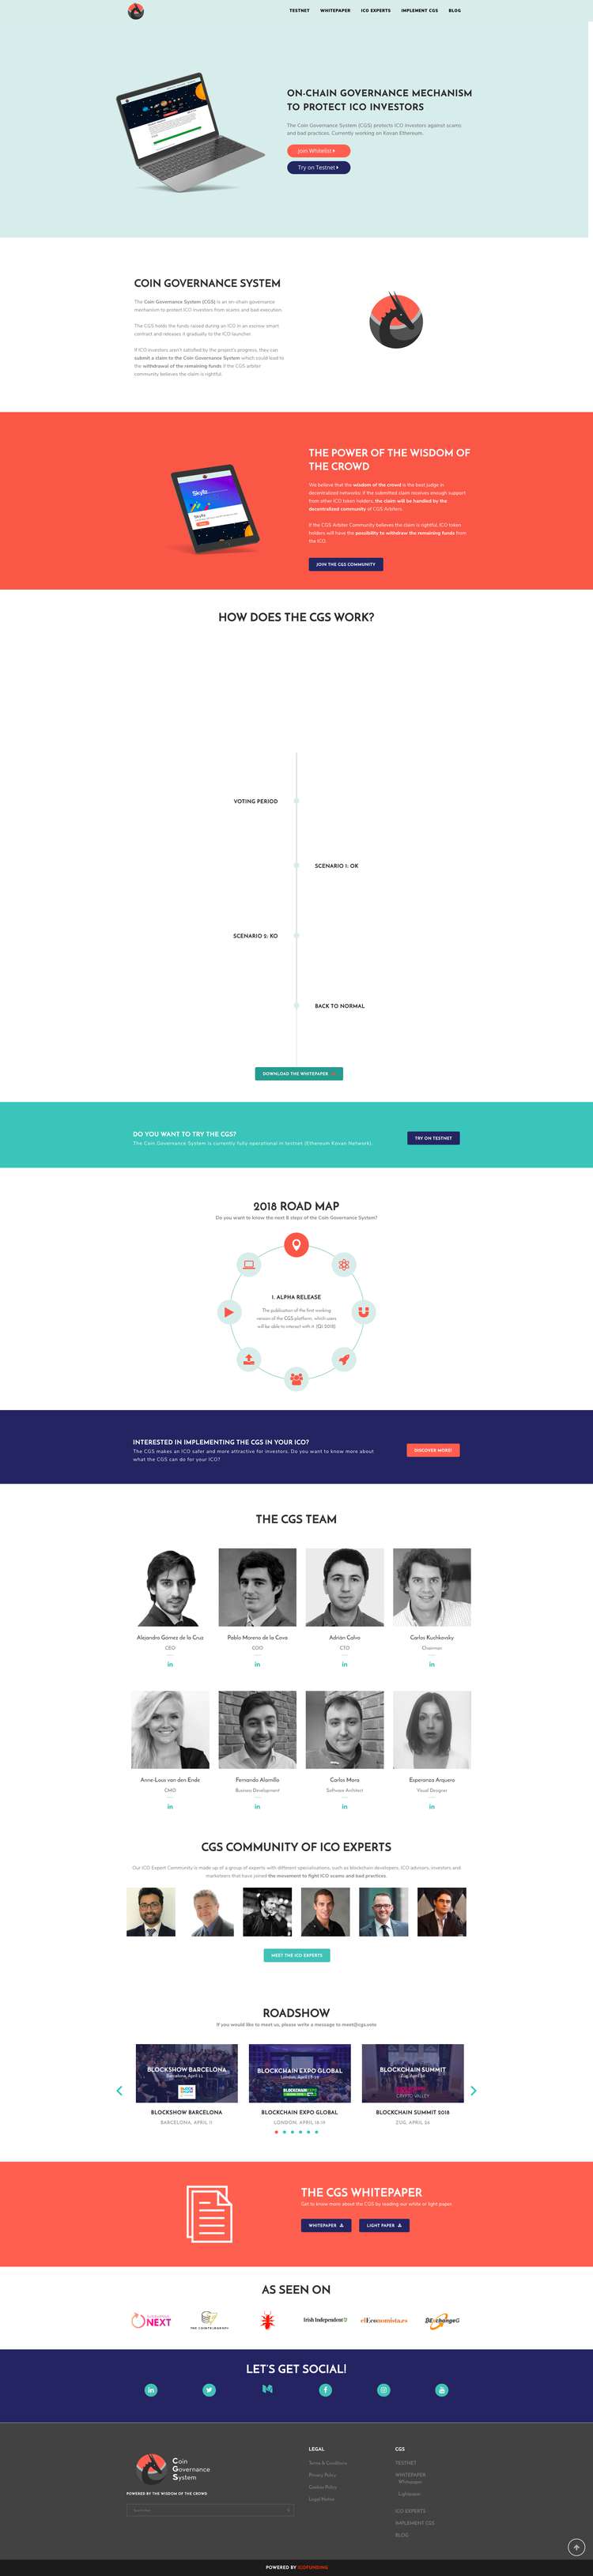 TESTNET WHITEPAPER ICO EXPERTS IMPLEMENT CGS BLOG
ON-CHAIN GOVERNANCE MECHANISM
TO PROTECT ICO INVESTORS
The Coin Governance System (CGS) protects ICO investors against scams
and bad practices. Currently working on Kovan Ethereum.
Join Whitelist
Try on Testnet
COIN GOVERNANCE SYSTEM
The Coin Governance System (CGS) is an on-chain governance
mechanism to protect ICO investors from scams and bad execution.
The CGS holds the funds raised during an ICO in an escrow smart
contract and releases it gradually to the ICO launcher.
If ICO investors aren't satisfied by the project's progress, they can
submit a claim to the Coin Governance System which could lead to
the withdrawal of the remaining funds if the CGS arbiter
community believes the claim is rightful.
THE POWER OF THE WISDOM OF
THE CROWD
We believe that the wisdom of the crowd is the best judge in
decentralized networks: if the submitted claim receives enough support
from other ICO token holders, the claim will be handled by the
decentralized community of CGS Arbiters.
If the CGS Arbiter Community believes the claim is rightful, ICO token
holders will have the possibility to withdraw the remaining funds from
the ICO.
Skyfa
JOIN THE CGS COMMUNITY
HOW DOES THE CGS WORK?
VOTING PERIOD
SCENARIO 1: OK
SCENARIO 2: KO
BACK TO NORMAL
DOWNLOAD THE WHITEPAPER
DO YOU WANT TO TRY THE CGS?
The Coin Governance System is currently fully operational in testnet (Ethereum Kovan Network).
TRY ON TESTNET
2018 ROAD MAP
Do you want to know the next 8 steps of the Coin Governance System?
1. ALPHA RELEASE
The publication of the first working
version of the CGS platform, which users
will be able to interact with it. (Q1 2018)
INTERESTED IN IMPLEMENTING THE CGS IN YOUR ICO?
The CGS makes an ICO safer and more attractive for investors. Do you want to know more about
what the CGS can do for your ICO?
DISCOVER MORE!
THE CGS TEAM
Alejandro Gómez de la Cruz
CEO
Pablo Moreno de la Cova
COO
Adrián Calvo
CTO
Carlos Kuchkovsky
Chairman
Anne-Loui van den Ende
CMO
Fernando Alamillo
Business Development
Carlos Mora
Software Architect
Esperanza Arquero
Visual Designer
CGS COMMUNITY OF ICO EXPERTS
Our ICO Expert Community is made up of a group of experts with different specialisations, such as blockchain developers, ICO advisors, investors and
marketeers that have joined the movement to fight ICO scams and bad practices.
MEET THE ICO EXPERTS
ROADSHOW
If you would like to meet us, please write a message to meet@cgs.vote
BLOCKSHOW BARCELONA
Barcelona, April 11
BLOCKCHAIN EXPO GLOBAL
London, April 18-19
BLOCKCHAIN SUMMIT
CRYPTO VALLEY
BLOCKSHOW BARCELONA
BARCELONA, APRIL 11
BLOCKCHAIN EXPO GLOBAL
LONDON, APRIL 18-19
BLOCKCHAIN SUMMIT 2018
ZUG, APRIL 26
THE CGS WHITEPAPER
Get to know more about the CGS by reading our white or light paper.
WHITEPAPER
LIGHT PAPER
AS SEEN ON
NEXT
THE COINTELEGRAPH
Irish Independent
elEconomista.es
LET'S GET SOCIAL!
Coin
Governance
System
POWERED BY THE WISDOM OF THE CROWD
LEGAL
Terms & Conditions
Privacy Policy
Cookie Policy
Legal Notice
CGS
TESTNET
WHITEPAPER
Whitepaper
Lightpaper
ICO EXPERTS
IMPLEMENT CGS
BLOG
POWERED BY ICOFUNDING